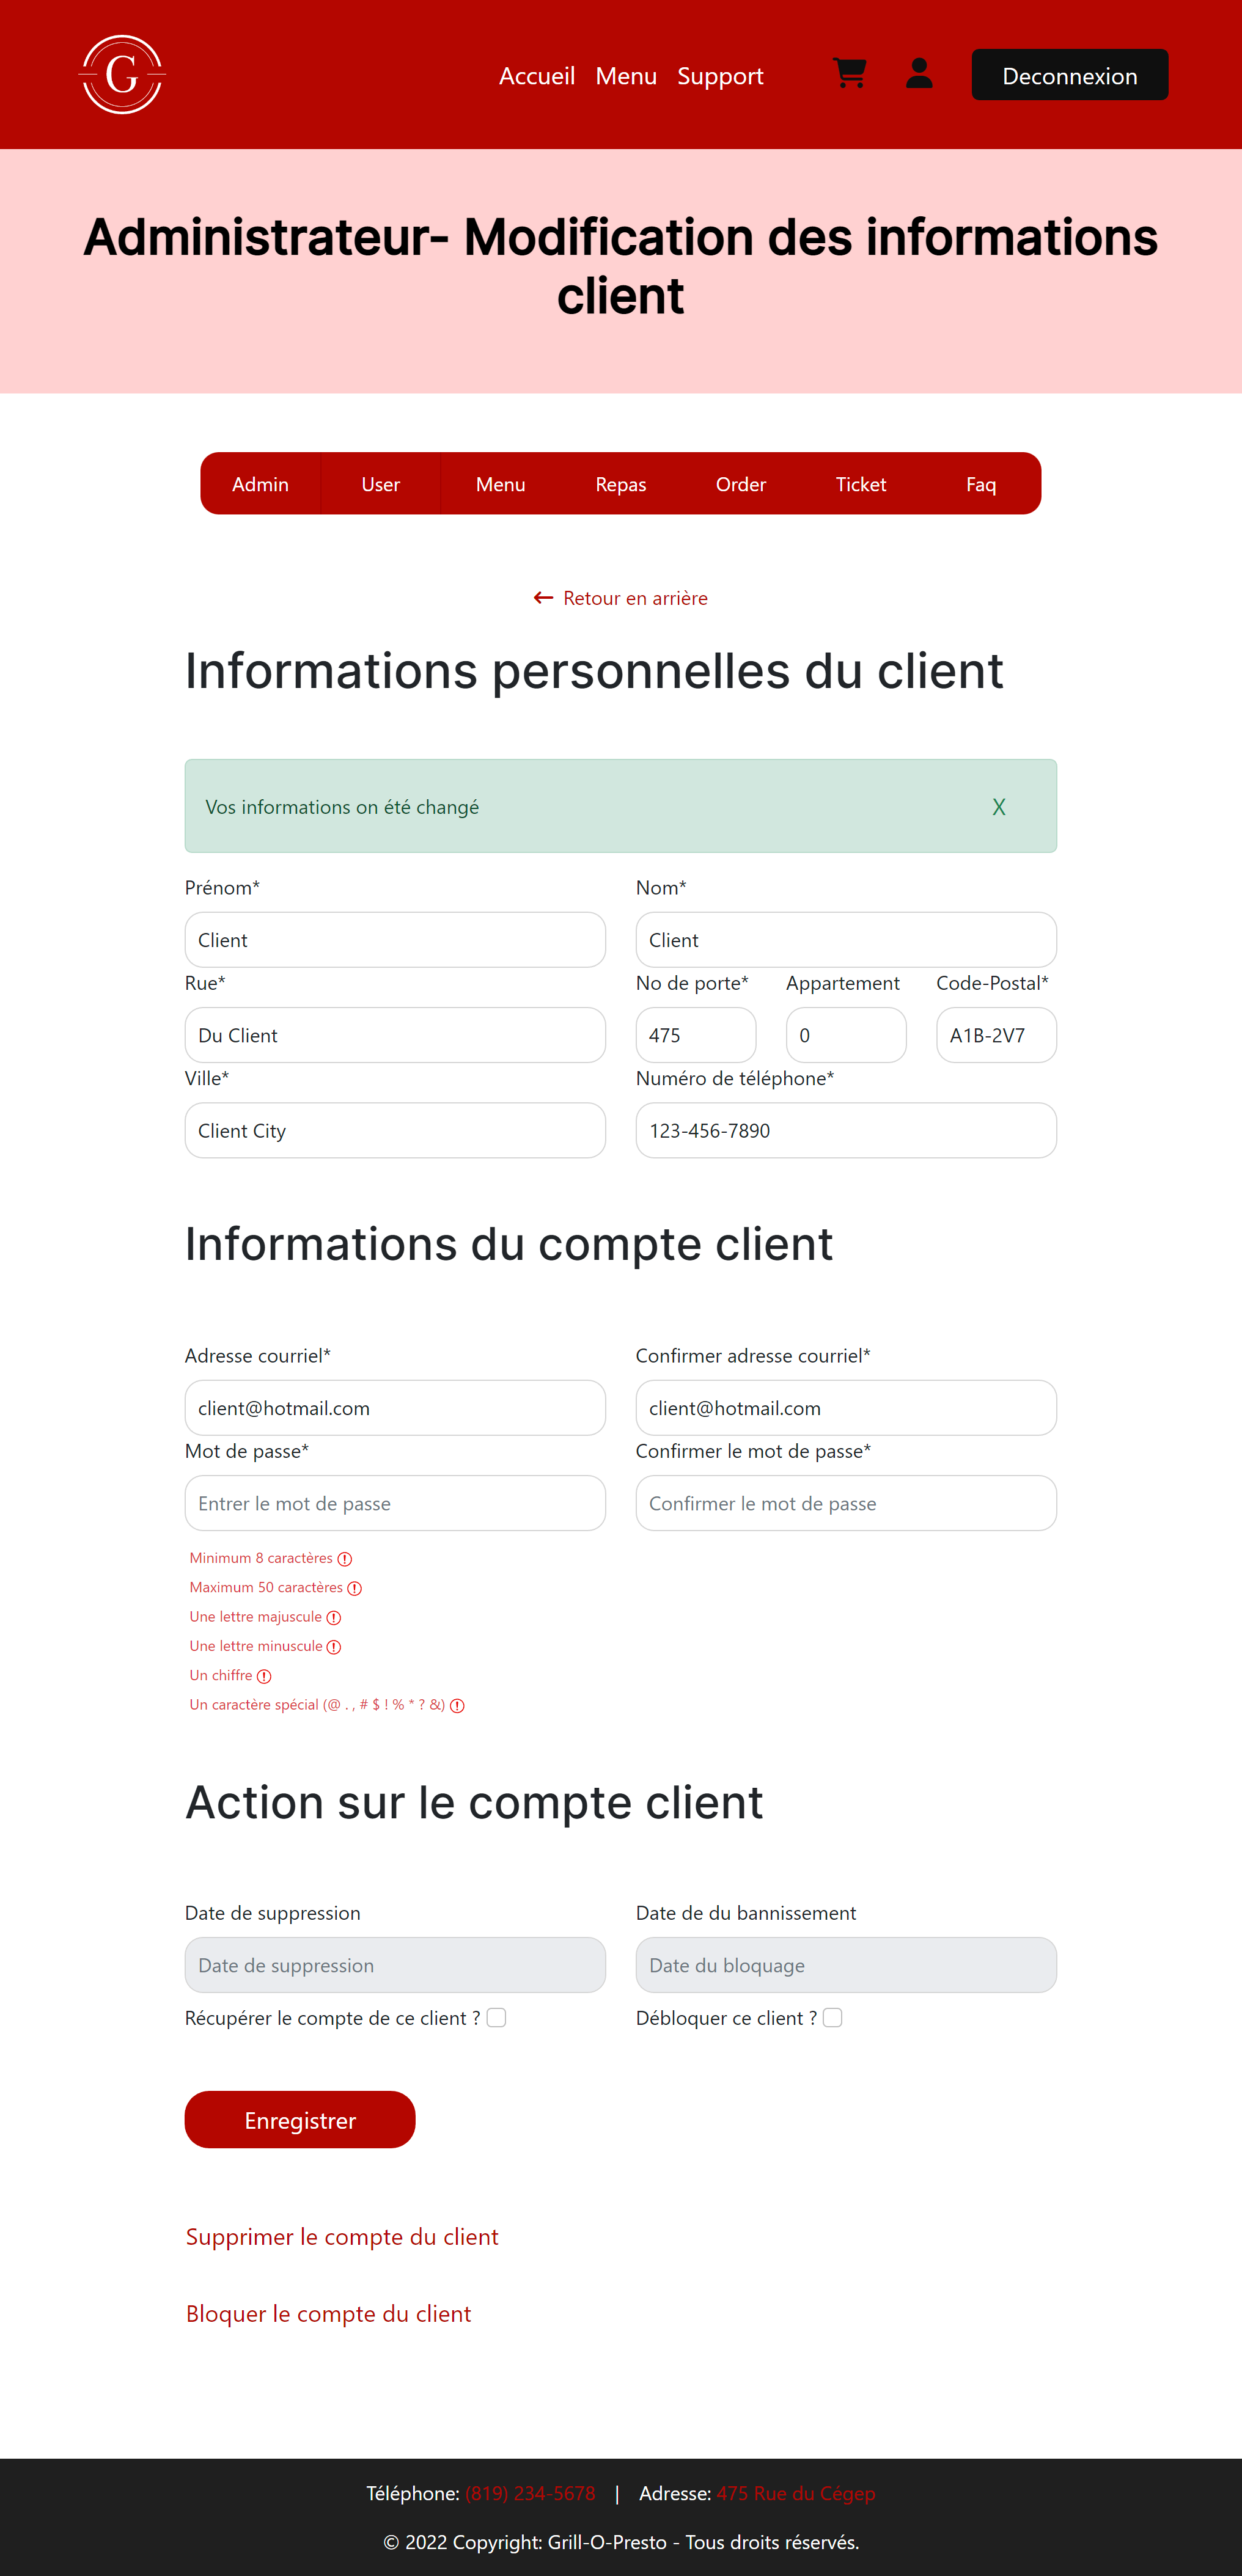 G
Accueil Menu Support Deconnexion
Administrateur- Modification des informations
client
Admin User Menu Repas Order Ticket Faq
← Retour en arrière
Informations personnelles du client
Vos informations on été changé X
Prénom* Nom*
Client Client
Rue* No de porte* Appartement Code-Postal*
Du Client 475 0 A1B-2V7
Ville* Numéro de téléphone*
Client City 123-456-7890
Informations du compte client
Adresse courriel* Confirmer adresse courriel*
client@hotmail.com client@hotmail.com
Mot de passe* Confirmer le mot de passe*
Entrer le mot de passe Confirmer le mot de passe
Minimum 8 caractères
Maximum 50 caractères
Une lettre majuscule
Une lettre minuscule
Un chiffre
Un caractère spécial (@ . , # $ ! % * ? &)
Action sur le compte client
Date de suppression Date de du bannissement
Date de suppression Date du bloquage
Récupérer le compte de ce client ? Débloquer ce client ?
Enregistrer
Supprimer le compte du client
Bloquer le compte du client
Téléphone: (819) 234-5678 | Adresse: 475 Rue du Cégep
© 2022 Copyright: Grill-O-Presto - Tous droits réservés.